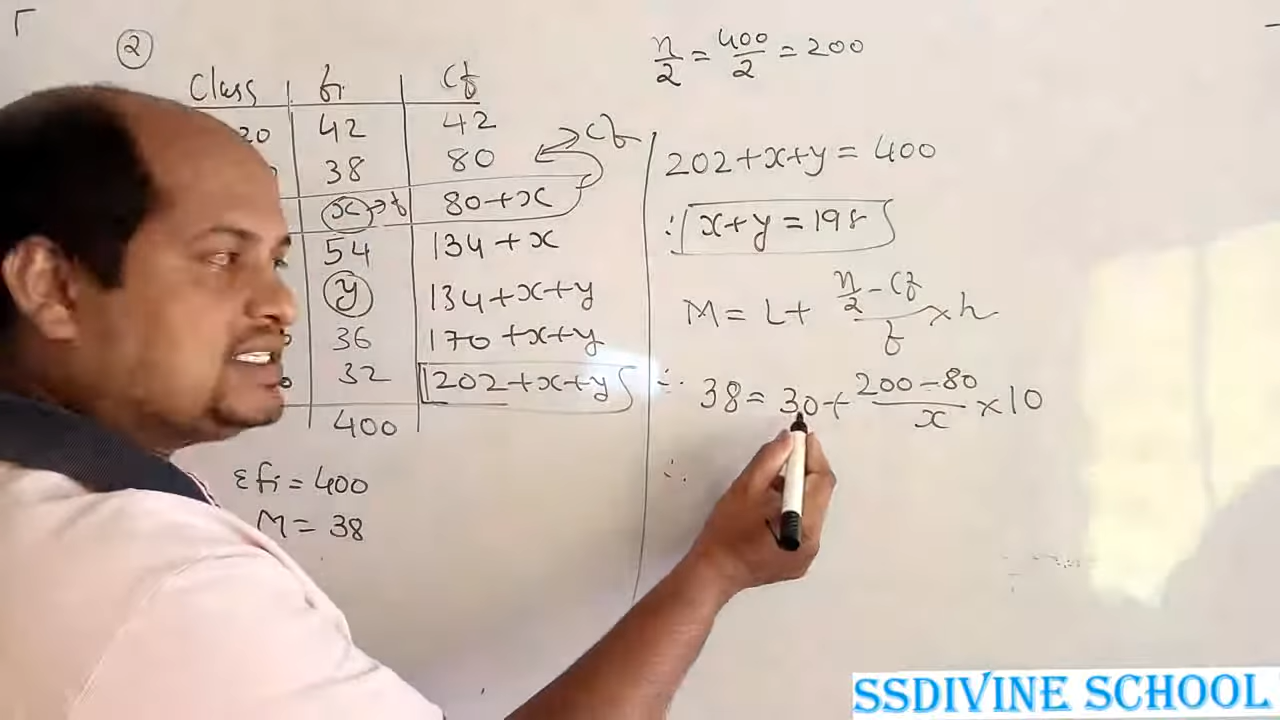 ②
n/2 = 400/2 = 200
Class | fi | Cf
20 | 42 | 42
38 | 80 → Cf
x → f | 80 + x
54 | 134 + x
y | 134 + x + y
36 | 170 + x + y
32 | 202 + x + y
400
Σfi = 400
M = 38
202 + x + y = 400
∴ x + y = 198
M = L + (n/2 - Cf)/f × h
∴ 38 = 30 + (200 - 80)/x × 10
∴
SSDIVINE SCHOOL